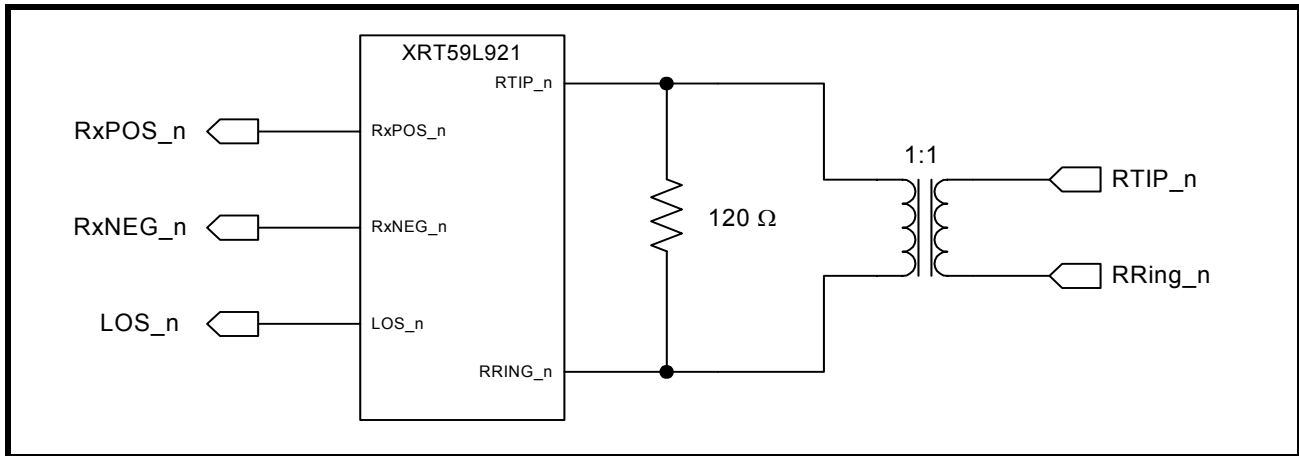 XRT59L921
RTIP_n
RxPOS_n
RxPOS_n
1:1
RTIP_n
RxNEG_n
RxNEG_n
120 Ω
RRing_n
LOS_n
LOS_n
RRING_n